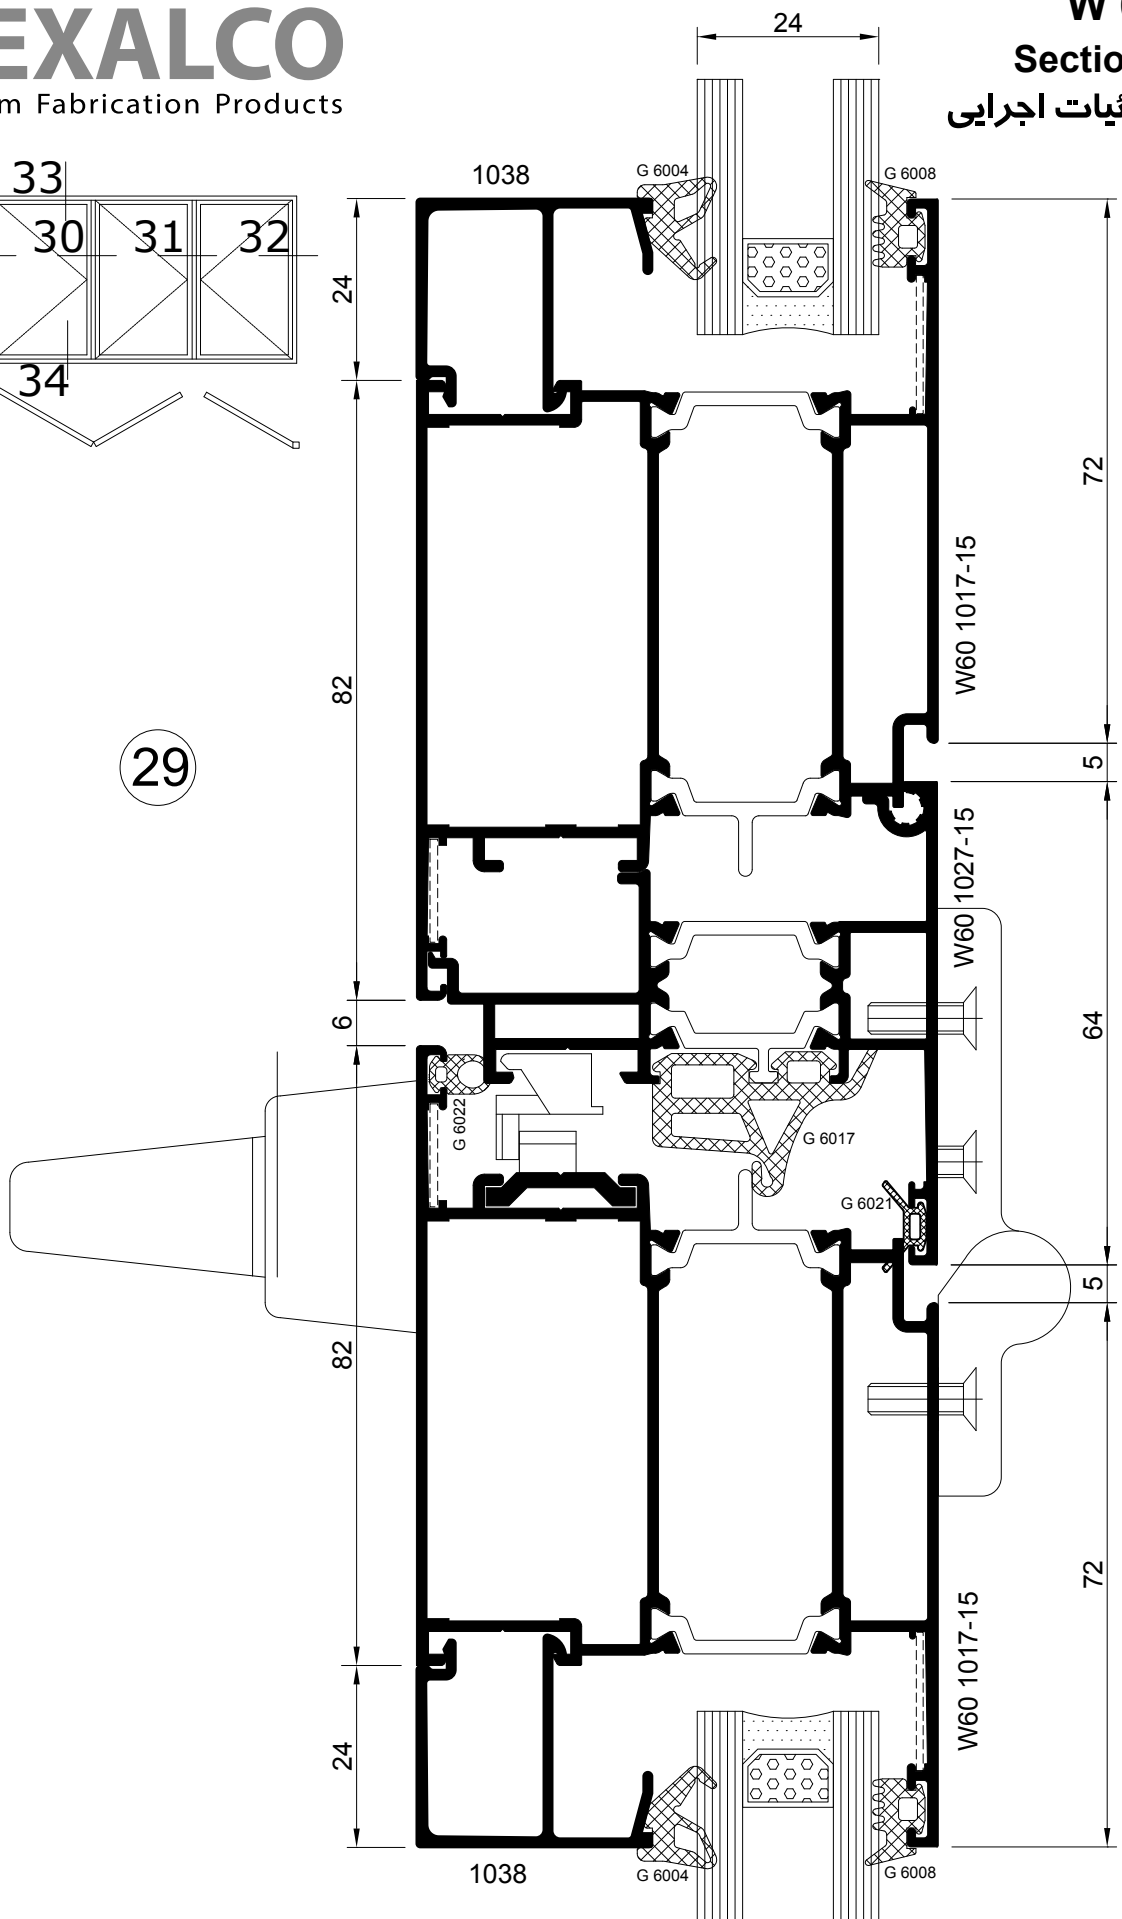 EXALCO
m Fabrication Products
W
Sectio
ئیات اجرایی
24
33
30
31
32
34
1038
G 6004
G 6008
24
72
82
W60 1017-15
29
5
W60 1027-15
6
64
G 6022
G 6017
G 6021
5
82
72
W60 1017-15
24
1038
G 6004
G 6008